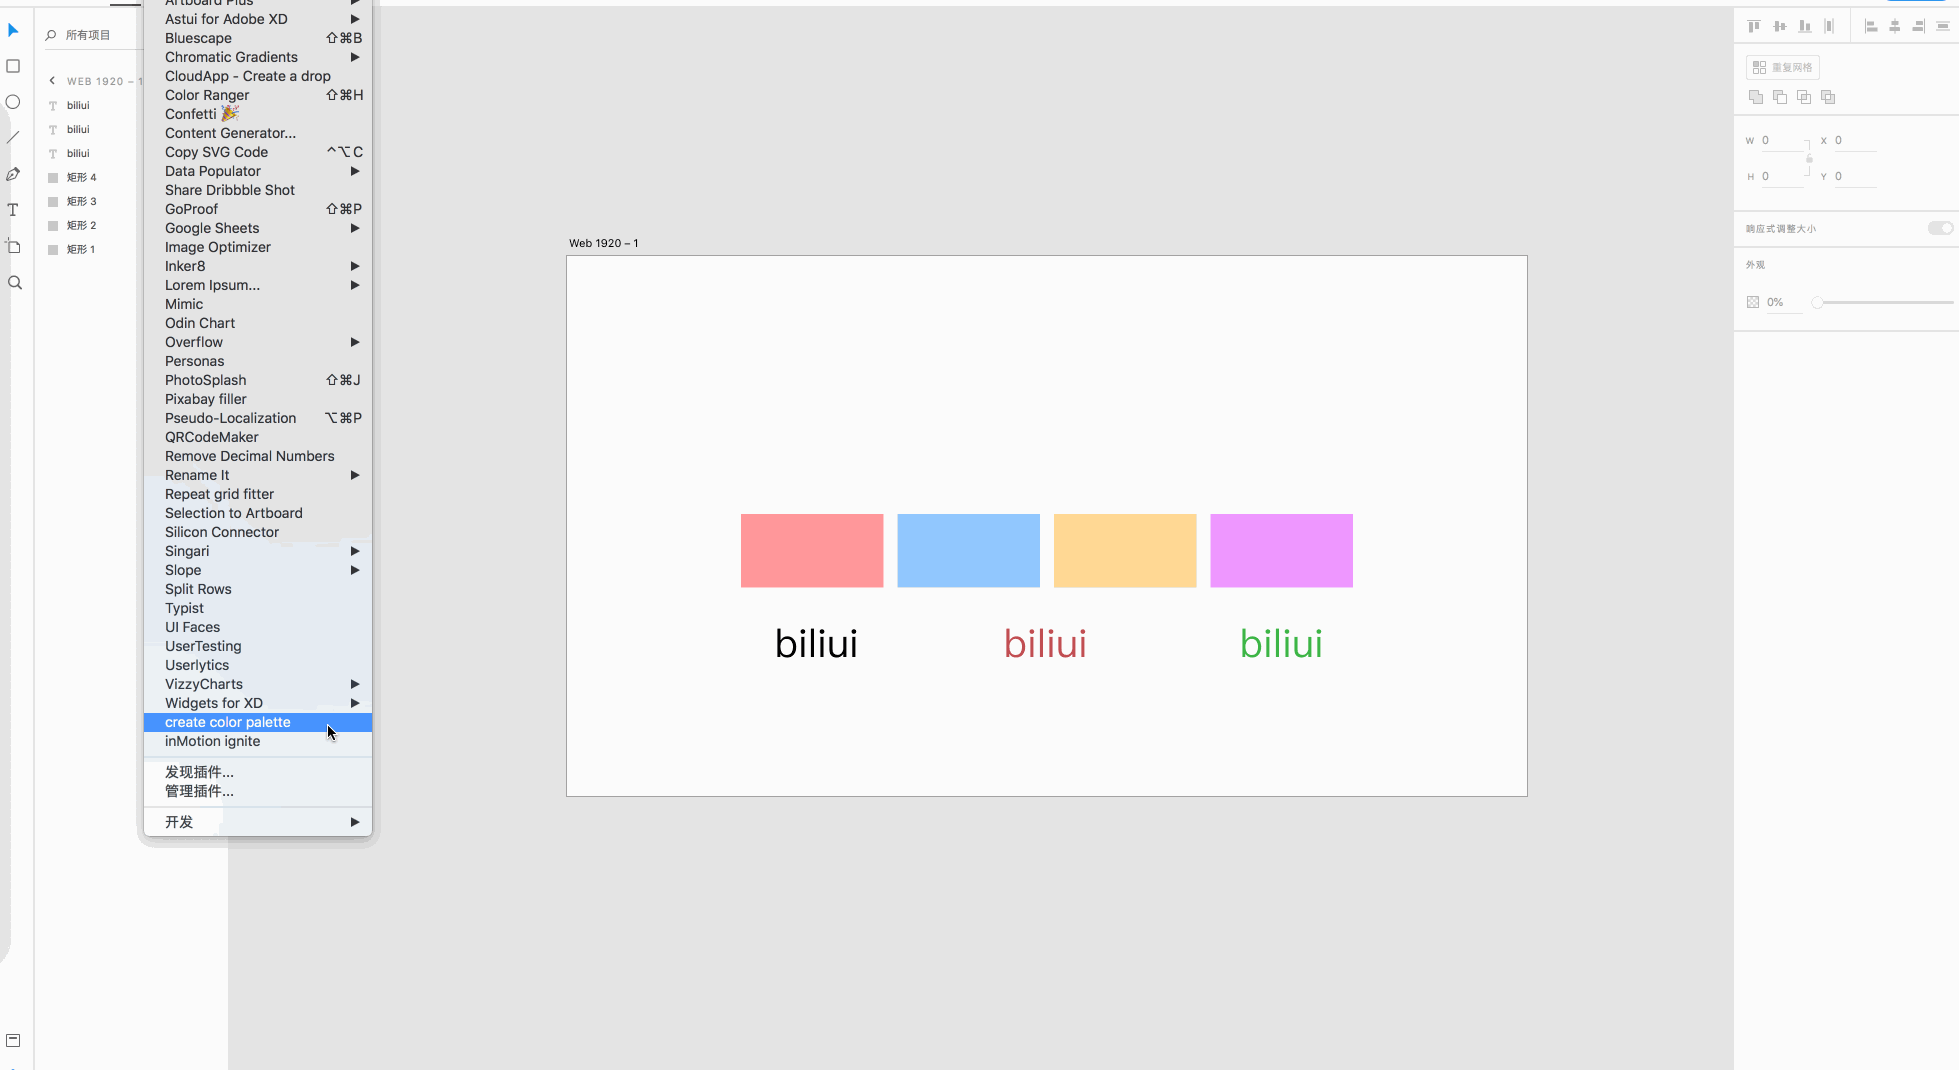 所有项目
WEB 1920 – 1
biliui
biliui
biliui
矩形 4
矩形 3
矩形 2
矩形 1
Artboard Plus
Astui for Adobe XD
Bluescape ⇧⌘B
Chromatic Gradients
CloudApp - Create a drop
Color Ranger ⇧⌘H
Confetti 🎉
Content Generator...
Copy SVG Code ^⌥C
Data Populator
Share Dribbble Shot
GoProof ⇧⌘P
Google Sheets
Image Optimizer
Inker8
Lorem Ipsum...
Mimic
Odin Chart
Overflow
Personas
PhotoSplash ⇧⌘J
Pixabay filler
Pseudo-Localization ⌥⌘P
QRCodeMaker
Remove Decimal Numbers
Rename It
Repeat grid fitter
Selection to Artboard
Silicon Connector
Singari
Slope
Split Rows
Typist
UI Faces
UserTesting
Userlytics
VizzyCharts
Widgets for XD
create color palette
inMotion ignite
发现插件...
管理插件...
开发
Web 1920 – 1
biliui biliui biliui
重复网格
W 0 X 0
H 0 Y 0
响应式调整大小
外观
0%